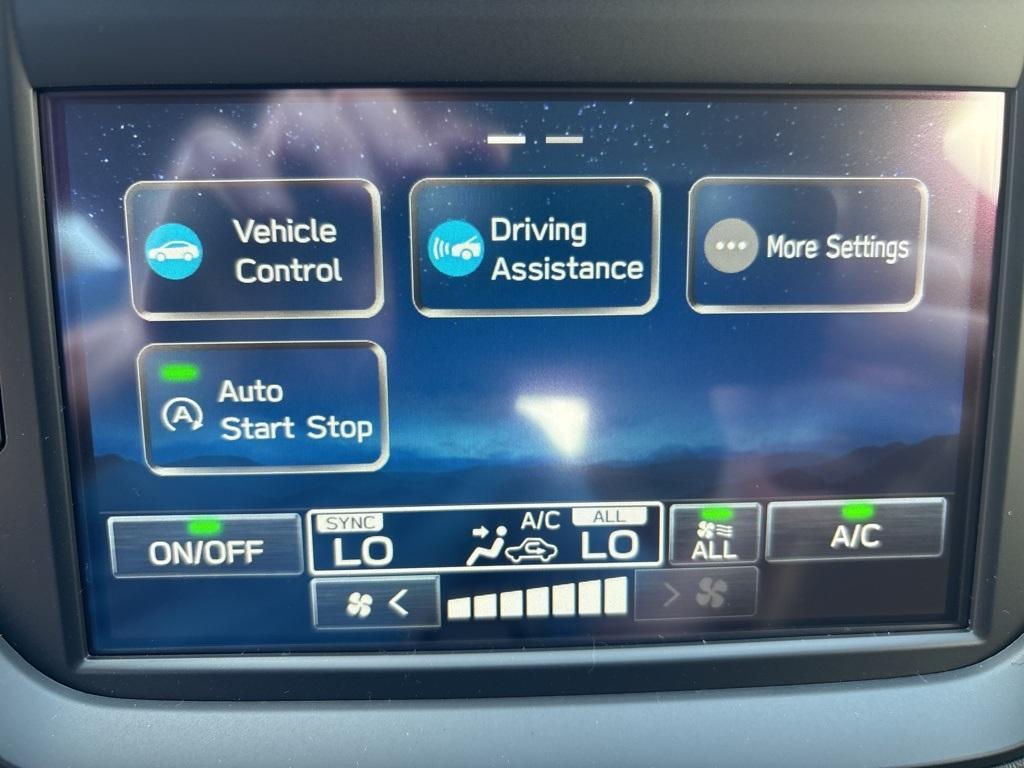 Vehicle
Control
Driving
Assistance
More Settings
A
Auto
Start Stop
ON/OFF
SYNC
LO
A/C
ALL
LO
ALL
A/C